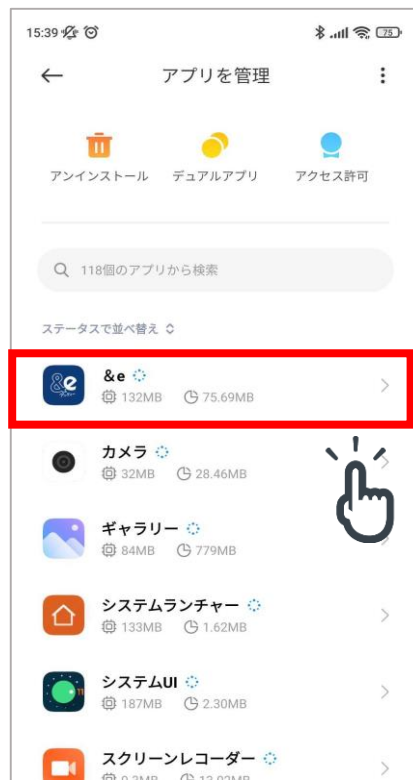 15:39 75
アプリを管理
アンインストール デュアルアプリ アクセス許可
118個のアプリから検索
ステータスで並べ替え
&e
&e
132MB 75.69MB
カメラ
32MB 28.46MB
ギャラリー
84MB 779MB
システムランチャー
133MB 1.62MB
システムUI
11
187MB 2.30MB
スクリーンレコーダー